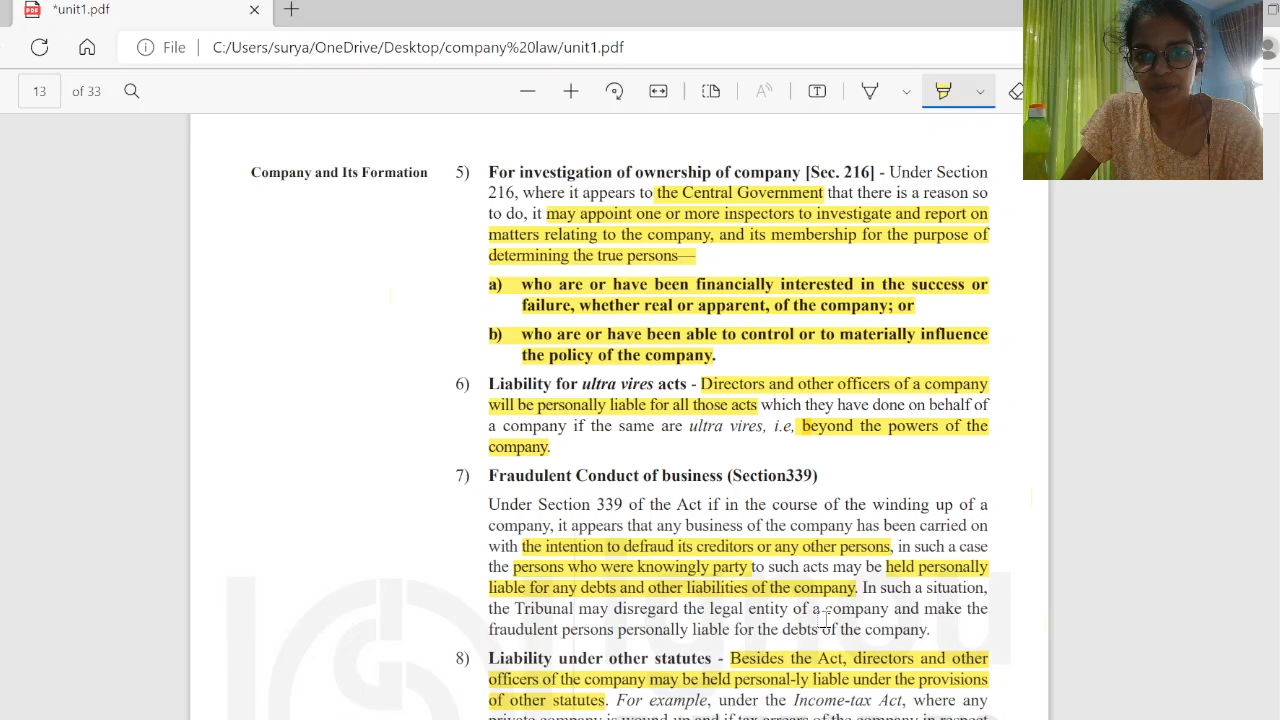 *unit1.pdf
File
C:/Users/surya/OneDrive/Desktop/company%20law/unit1.pdf
13
of 33
Company and Its Formation
5) For investigation of ownership of company [Sec. 216] - Under Section
216, where it appears to the Central Government that there is a reason so
to do, it may appoint one or more inspectors to investigate and report on
matters relating to the company, and its membership for the purpose of
determining the true persons—
a) who are or have been financially interested in the success or
failure, whether real or apparent, of the company; or
b) who are or have been able to control or to materially influence
the policy of the company.
6) Liability for ultra vires acts - Directors and other officers of a company
will be personally liable for all those acts which they have done on behalf of
a company if the same are ultra vires, i.e, beyond the powers of the
company.
7) Fraudulent Conduct of business (Section339)
Under Section 339 of the Act if in the course of the winding up of a
company, it appears that any business of the company has been carried on
with the intention to defraud its creditors or any other persons, in such a case
the persons who were knowingly party to such acts may be held personally
liable for any debts and other liabilities of the company. In such a situation,
the Tribunal may disregard the legal entity of a company and make the
fraudulent persons personally liable for the debts of the company.
8) Liability under other statutes - Besides the Act, directors and other
officers of the company may be held personal-ly liable under the provisions
of other statutes. For example, under the Income-tax Act, where any
private company is wound up and if tax arrears of the company in respect